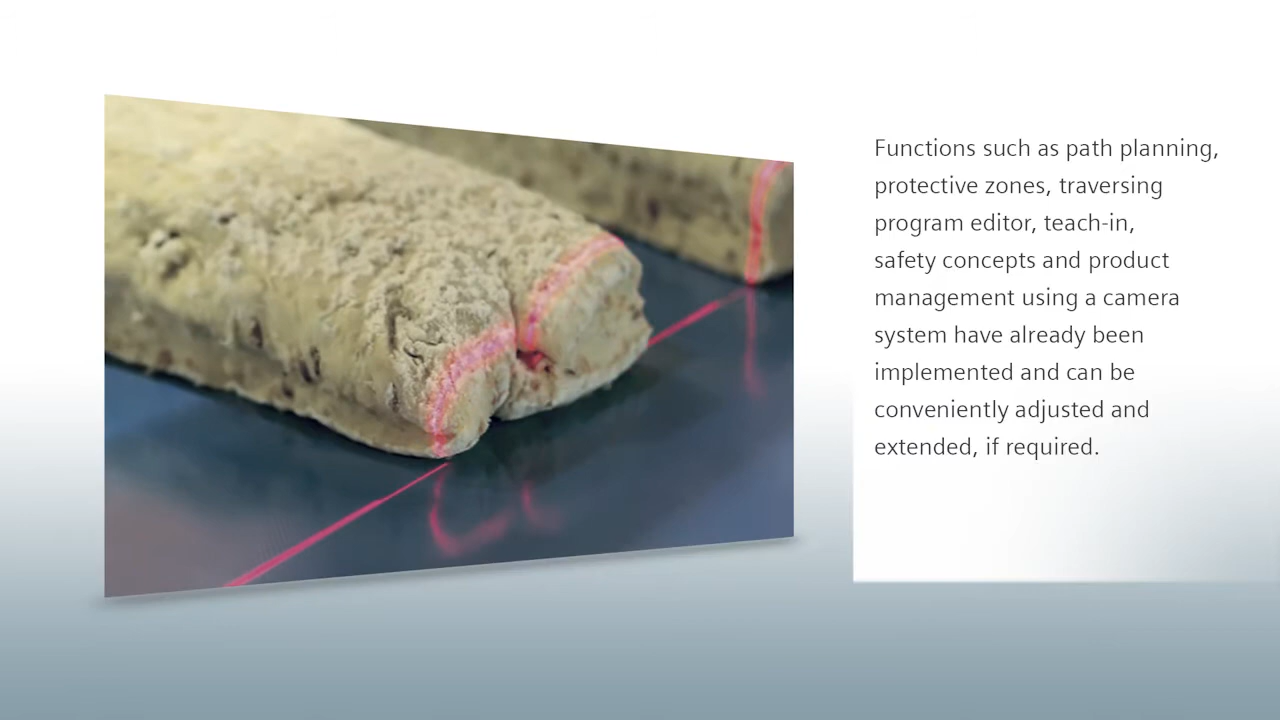 Functions such as path planning,
protective zones, traversing
program editor, teach-in,
safety concepts and product
management using a camera
system have already been
implemented and can be
conveniently adjusted and
extended, if required.